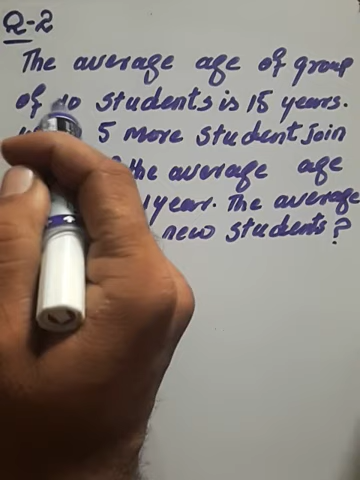 Q-2
The average age of group
of 10 students is 15 years.
5 more student join
the average age
year. The average
new students?